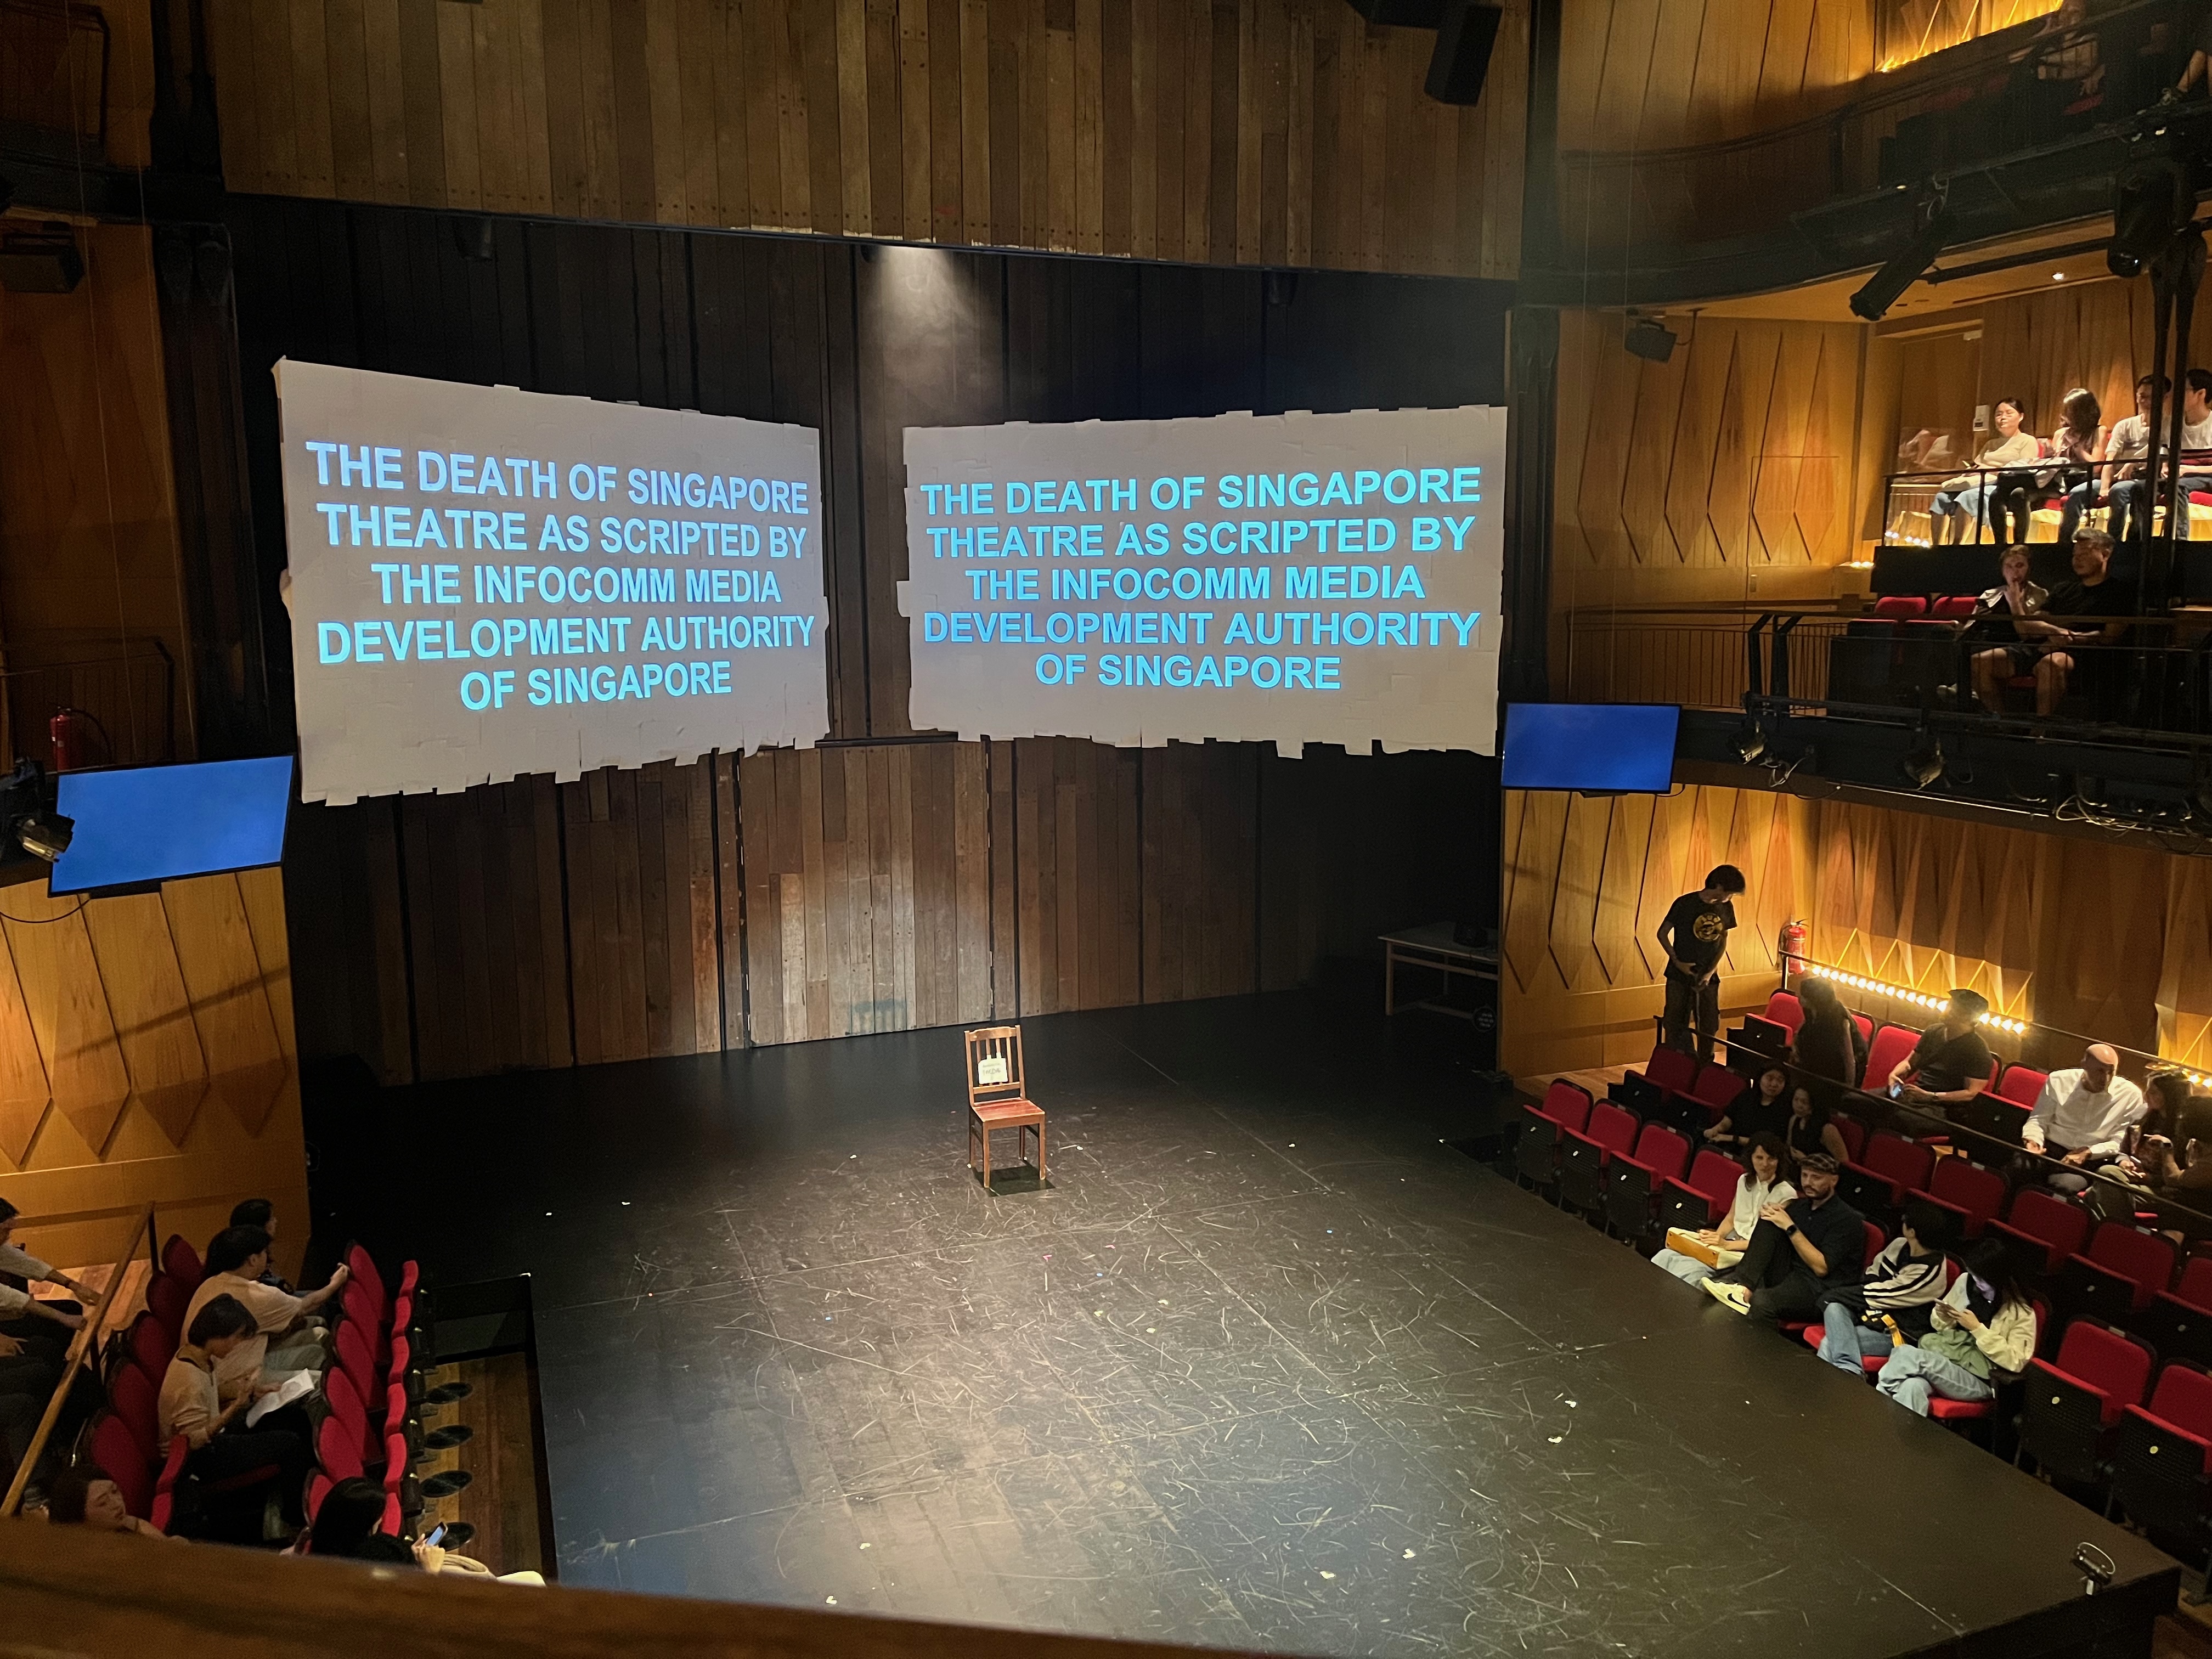 THE DEATH OF SINGAPORE
THEATRE AS SCRIPTED BY
THE INFOCOMM MEDIA
DEVELOPMENT AUTHORITY
OF SINGAPORE
THE DEATH OF SINGAPORE
THEATRE AS SCRIPTED BY
THE INFOCOMM MEDIA
DEVELOPMENT AUTHORITY
OF SINGAPORE